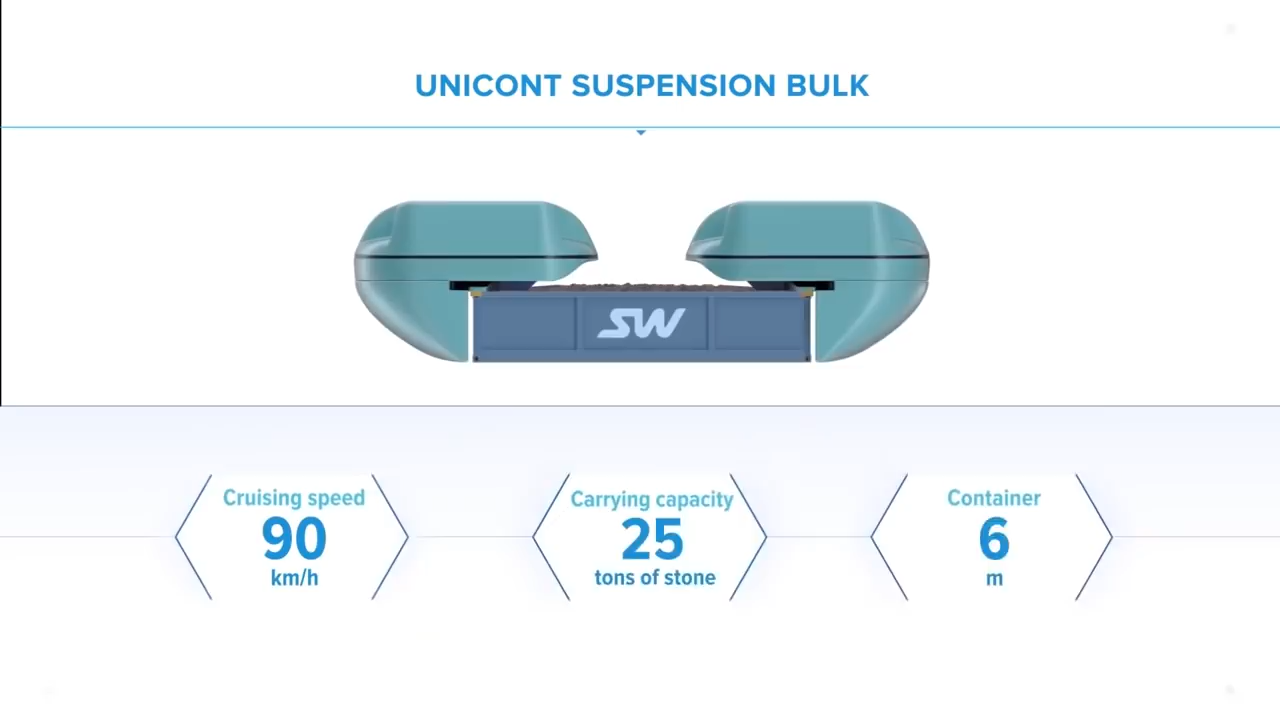 UNICONT SUSPENSION BULK
SW
Cruising speed
90
km/h
Carrying capacity
25
tons of stone
Container
6
m